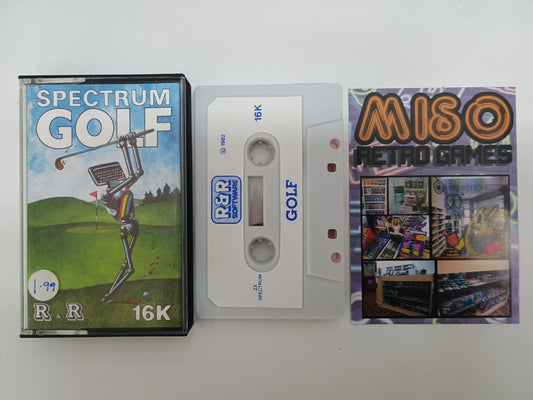 SPECTRUM
GOLF
1.99
R & R
16K
16K
© 1982
R&R
SOFTWARE
GOLF
ZX
SPECTRUM
MISO
RETRO GAMES